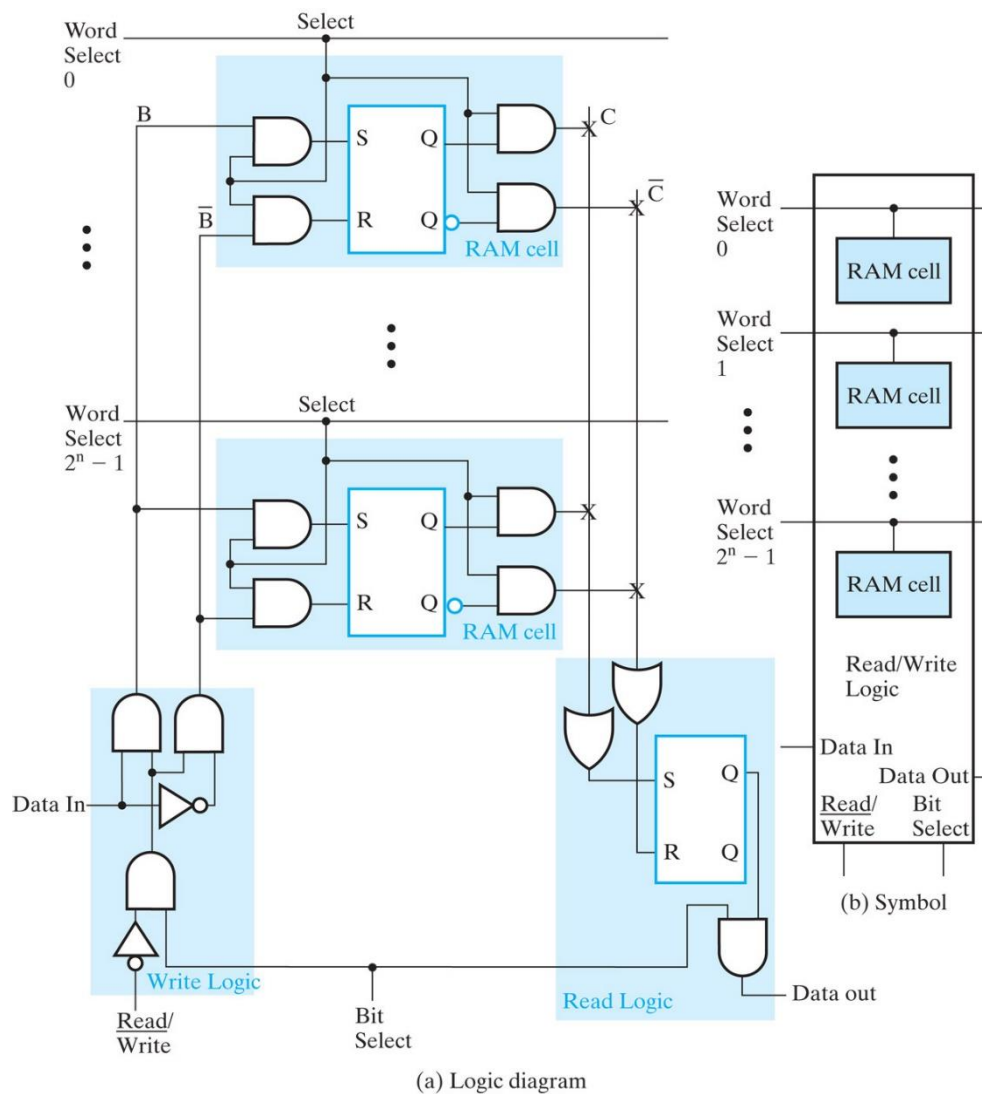 Select
Word
Select
0
B
S
Q
C
B̅
R
Q
C̅
RAM cell
Select
Word
Select
2ⁿ − 1
S
Q
R
Q
RAM cell
Data In
S
Q
R
Q
Write Logic
Read/
Write
Bit
Select
Read Logic
Data out
(a) Logic diagram
Word
Select
0
RAM cell
Word
Select
1
RAM cell
Word
Select
2ⁿ − 1
RAM cell
Read/Write
Logic
Data In
Data Out
Read/
Write
Bit
Select
(b) Symbol